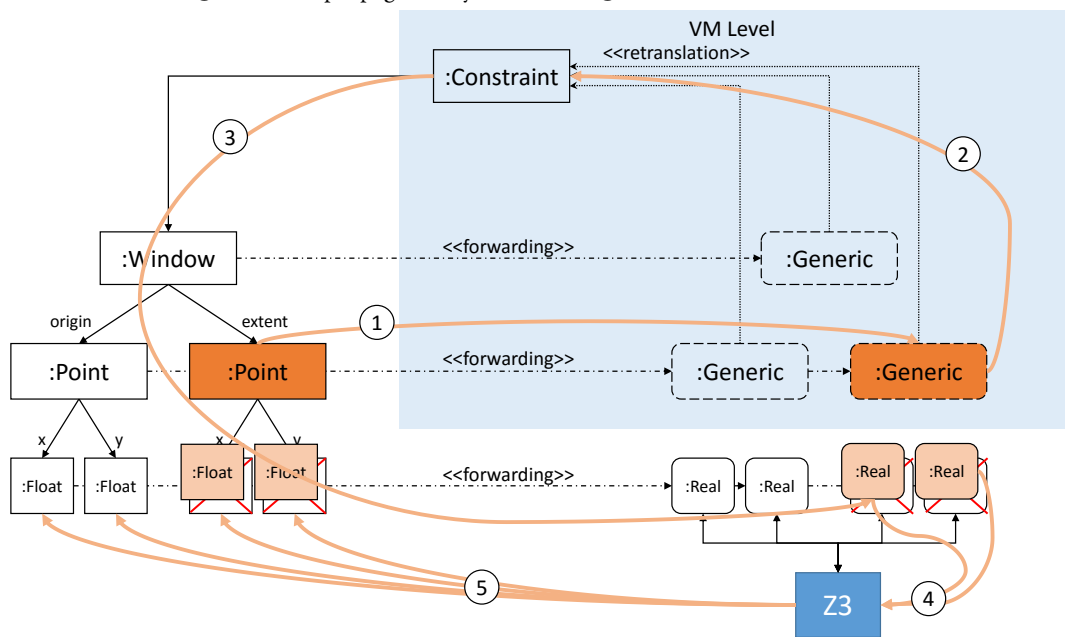 VM Level
<<retranslation>>
:Constraint
3
2
:Window
<<forwarding>>
:Generic
origin
extent
1
:Point
:Point
<<forwarding>>
:Generic
:Generic
x
y
x
y
:Float
:Float
:Float
:Float
<<forwarding>>
:Real
:Real
:Real
:Real
5
Z3
4